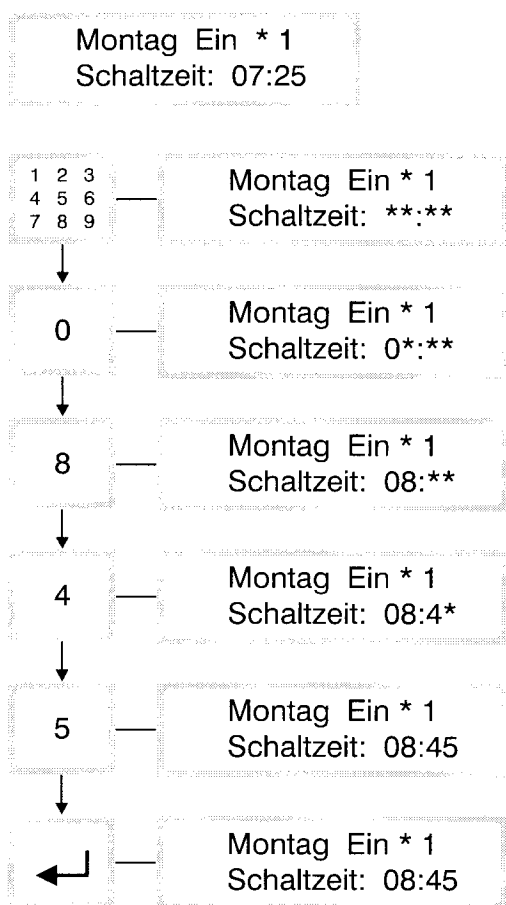 Montag Ein * 1
Schaltzeit: 07:25
1 2 3
4 5 6
7 8 9
Montag Ein * 1
Schaltzeit: **:**
0
Montag Ein * 1
Schaltzeit: 0*:**
8
Montag Ein * 1
Schaltzeit: 08:**
4
Montag Ein * 1
Schaltzeit: 08:4*
5
Montag Ein * 1
Schaltzeit: 08:45
Montag Ein * 1
Schaltzeit: 08:45